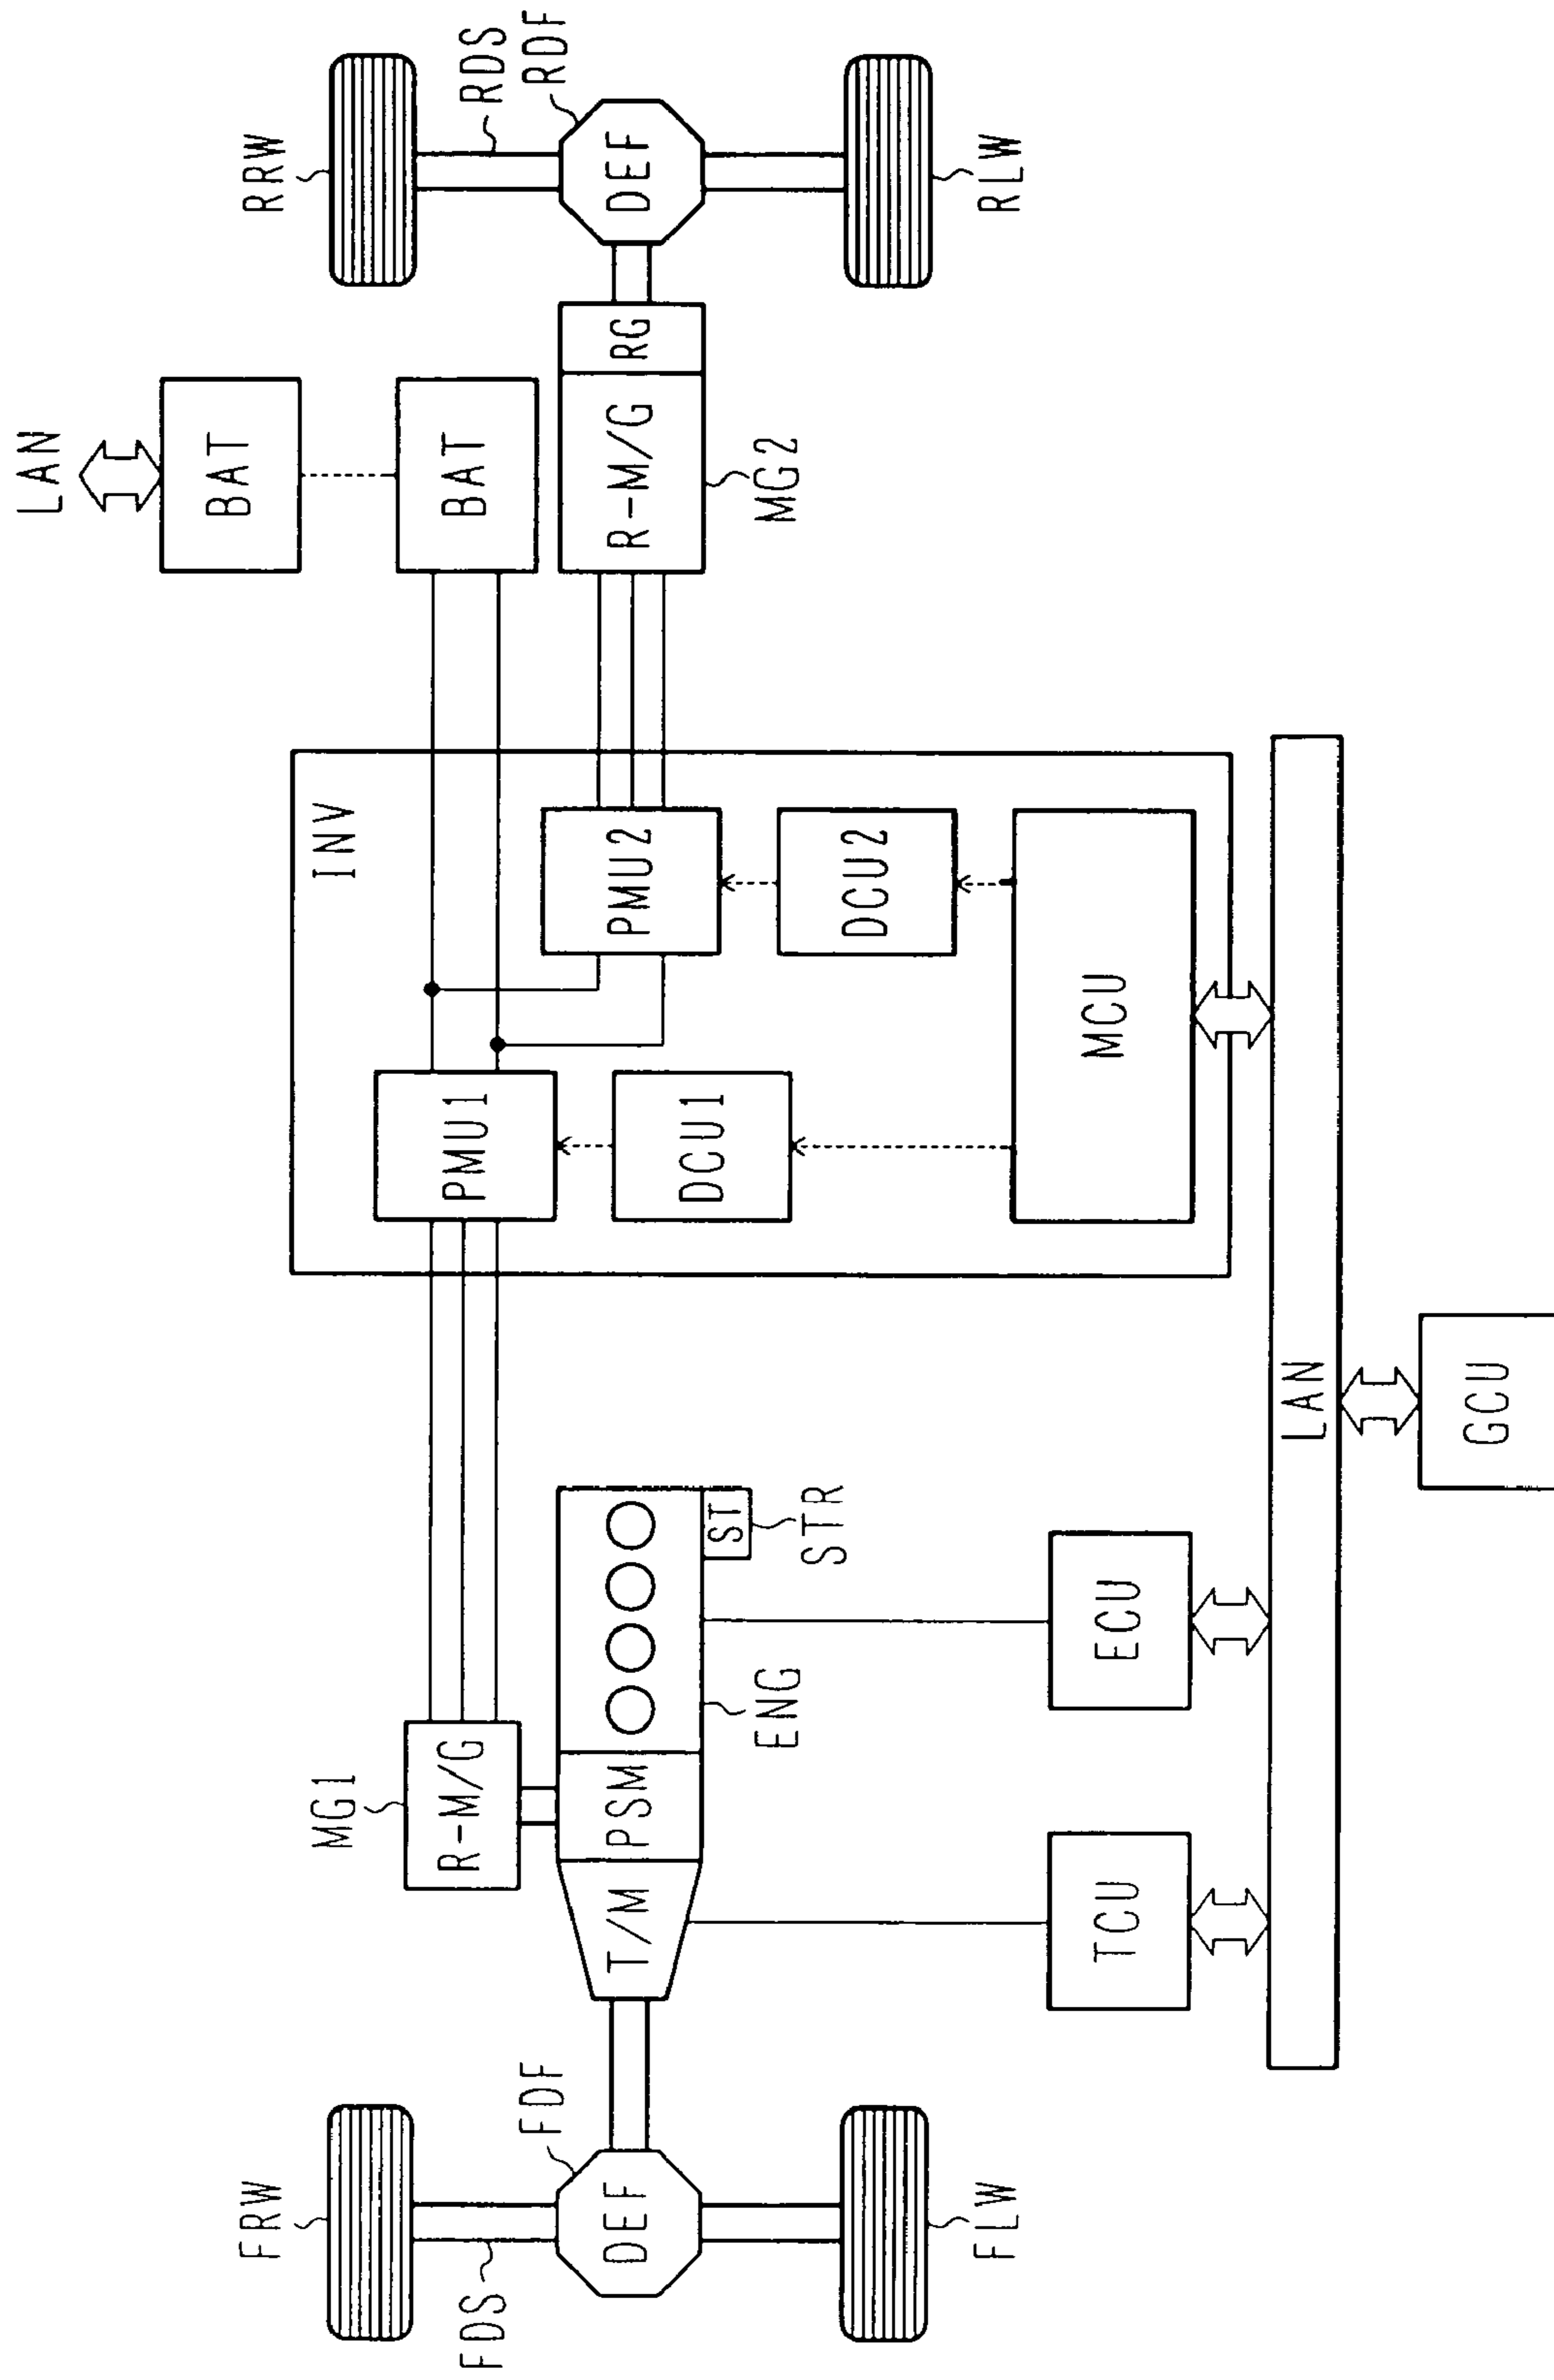 FRW
FDS
FDF
DEF
FLW
MG1
R-M/G
T/M
PSM
ENG
ST
STR
TCU
ECU
LAN
GCU
INV
PMU1
DCU1
PMU2
DCU2
MCU
LAN
BAT
BAT
R-M/G
RG
MG2
RRW
RDS
RDF
DEF
RLW